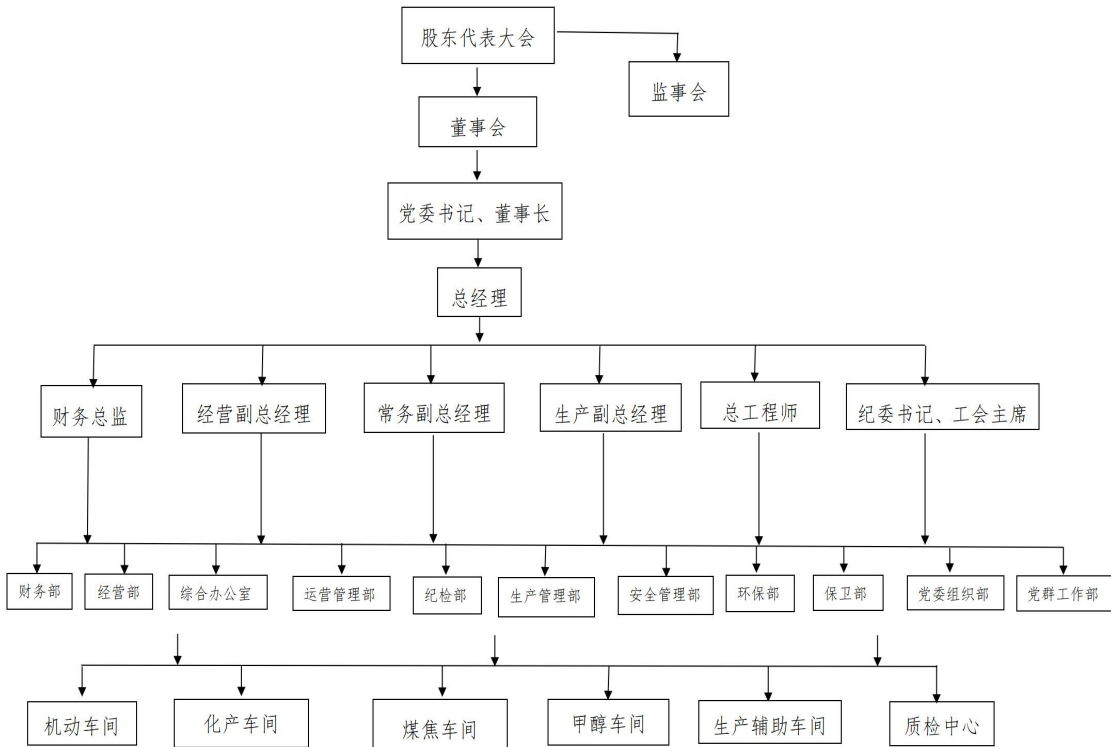 股东代表大会
监事会
董事会
党委书记、董事长
总经理
财务总监
经营副总经理
常务副总经理
生产副总经理
总工程师
纪委书记、工会主席
财务部
经营部
综合办公室
运营管理部
纪检部
生产管理部
安全管理部
环保部
保卫部
党委组织部
党群工作部
机动车间
化产车间
煤焦车间
甲醇车间
生产辅助车间
质检中心